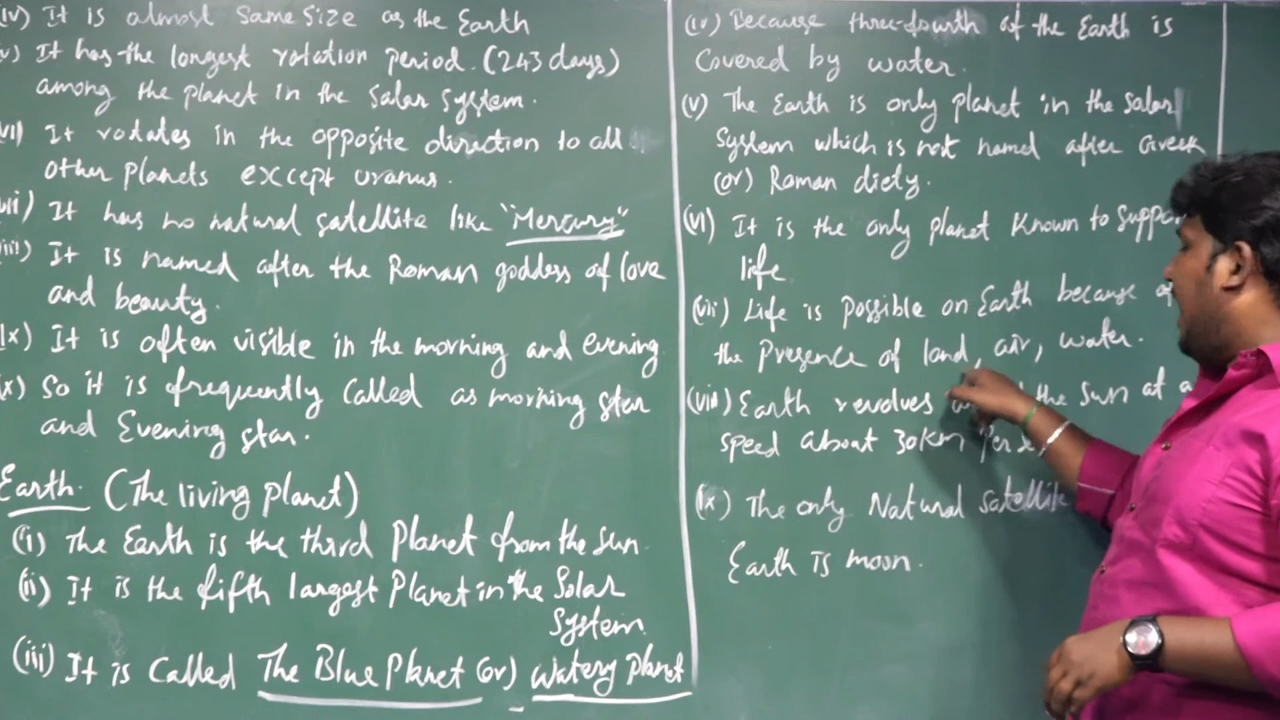 (iv) It is almost same size as the Earth
v) It has the longest rotation period. (243 days)
among the planet in the Solar System.
vi) It rotates in the opposite direction to all
other planets except uranus.
vii) It has no natural satellite like "Mercury"
iii) It is named after the Roman goddess of love
and beauty.
ix) It is often visible in the morning and evening
x) So it is frequently called as morning star
and Evening star.
Earth. (The living planet)
(i) The Earth is the third Planet from the sun
(ii) It is the fifth largest Planet in the Solar
System.
(iii) It is called The Blue Planet (or) Watery Planet
(iv) Because three-fourth of the Earth is
Covered by water.
(v) The Earth is only planet in the Solar
System which is not named after Greek
(or) Roman diety.
(vi) It is the only planet known to suppo
life
(vii) Life is possible on Earth because of
the presence of land, air, water.
(viii) Earth revolves the Sun at a
speed about 30km Per
(ix) The only Natural satellite
Earth is moon.